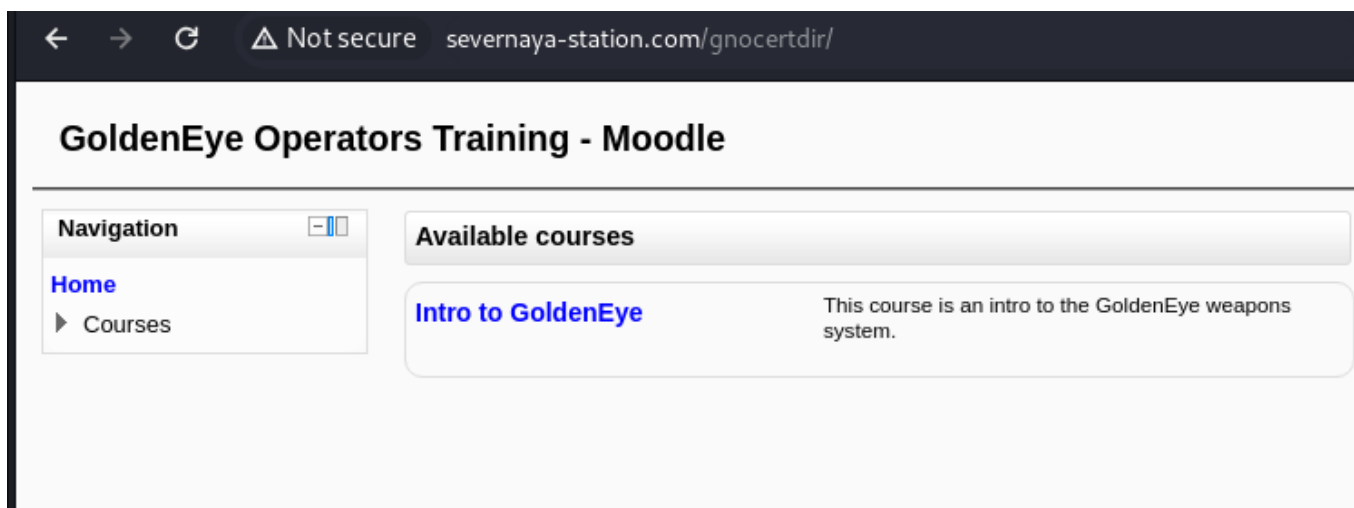 Not secure severnaya-station.com/gnocertdir/
GoldenEye Operators Training - Moodle
Navigation
Home
Courses
Available courses
Intro to GoldenEye
This course is an intro to the GoldenEye weapons
system.